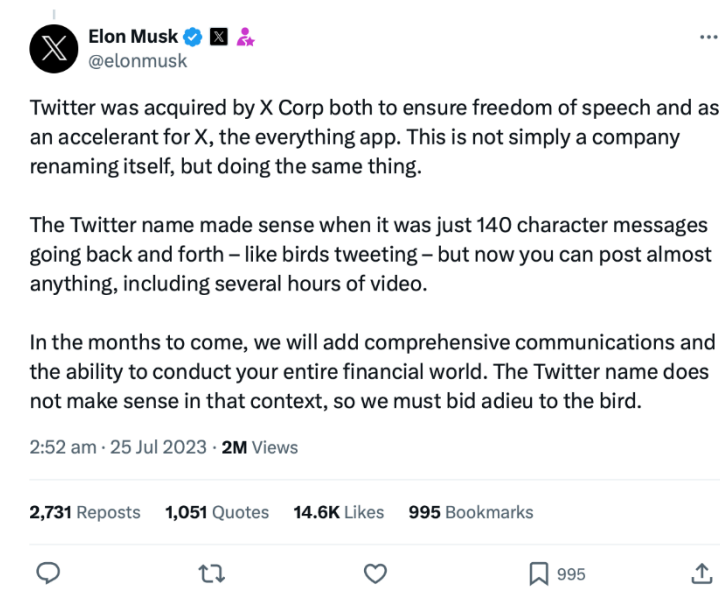 Elon Musk
@elonmusk
Twitter was acquired by X Corp both to ensure freedom of speech and as
an accelerant for X, the everything app. This is not simply a company
renaming itself, but doing the same thing.
The Twitter name made sense when it was just 140 character messages
going back and forth – like birds tweeting – but now you can post almost
anything, including several hours of video.
In the months to come, we will add comprehensive communications and
the ability to conduct your entire financial world. The Twitter name does
not make sense in that context, so we must bid adieu to the bird.
2:52 am · 25 Jul 2023 · 2M Views
2,731 Reposts 1,051 Quotes 14.6K Likes 995 Bookmarks
995